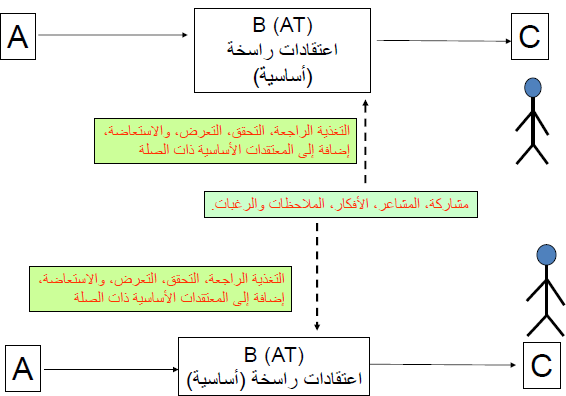 A
B (AT)
اعتقادات راسخة
(أساسية)
C
التغذية الراجعة، التحقق، التعرض، والاستعاضة،
إضافة إلى المعتقدات الأساسية ذات الصلة
مشاركة، المشاعر، الأفكار، الملاحظات والرغبات.
التغذية الراجعة، التحقق، التعرض، والاستعاضة،
إضافة إلى المعتقدات الأساسية ذات الصلة
A
B (AT)
اعتقادات راسخة (أساسية)
C